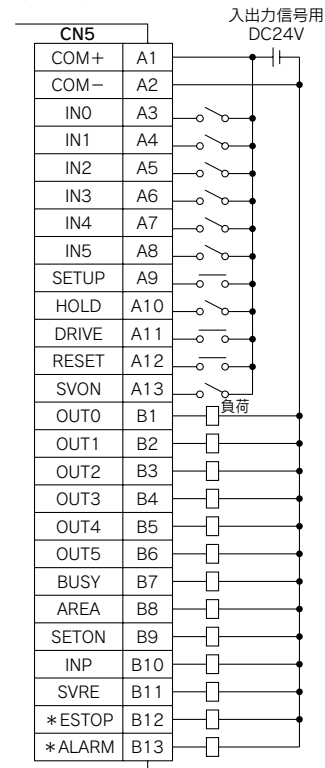 入出力信号用
DC24V
CN5
COM+ A1
COM− A2
IN0 A3
IN1 A4
IN2 A5
IN3 A6
IN4 A7
IN5 A8
SETUP A9
HOLD A10
DRIVE A11
RESET A12
SVON A13
負荷
OUT0 B1
OUT1 B2
OUT2 B3
OUT3 B4
OUT4 B5
OUT5 B6
BUSY B7
AREA B8
SETON B9
INP B10
SVRE B11
＊ESTOP B12
＊ALARM B13